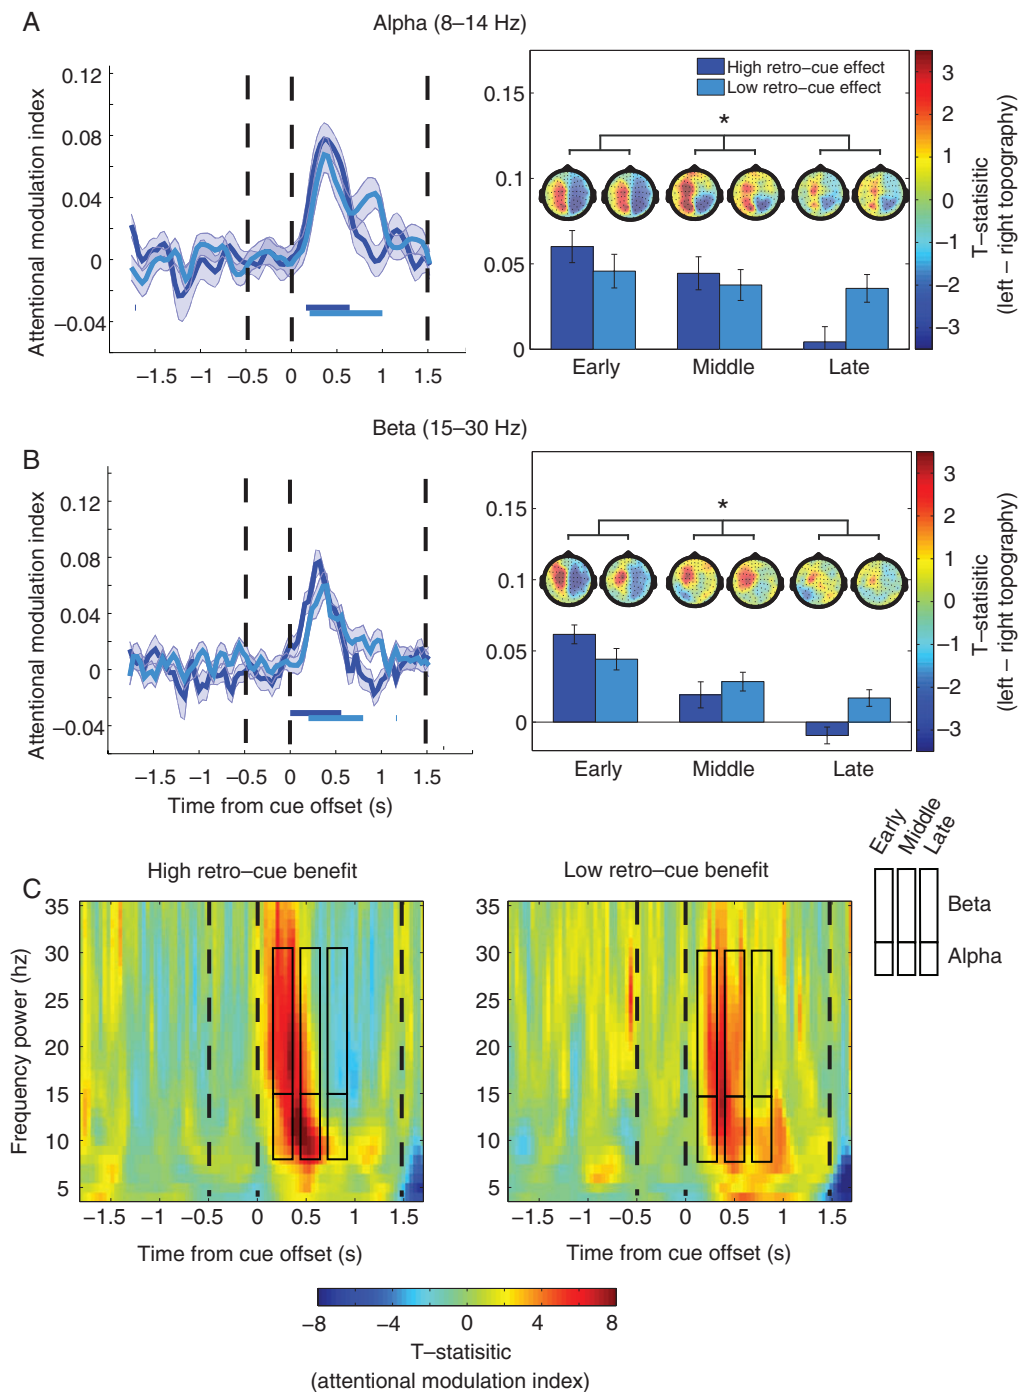 A
Alpha (8–14 Hz)
Attentional modulation index
0.12
0.08
0.04
0
−0.04
−1.5 −1 −0.5 0 0.5 1 1.5
High retro−cue effect
Low retro−cue effect
*
0.15
0.1
0.05
0
Early Middle Late
3
2
1
0
−1
−2
−3
T−statisitic
(left − right topography)
Beta (15–30 Hz)
B
Attentional modulation index
0.12
0.08
0.04
0
−0.04
−1.5 −1 −0.5 0 0.5 1 1.5
Time from cue offset (s)
*
0.15
0.1
0.05
0
Early Middle Late
3
2
1
0
−1
−2
−3
T−statisitic
(left − right topography)
Early
Middle
Late
Beta
Alpha
C
High retro−cue benefit
Low retro−cue benefit
Frequency power (hz)
35
30
25
20
15
10
5
−1.5 −1 −0.5 0 0.5 1 1.5
Time from cue offset (s)
35
30
25
20
15
10
5
−1.5 −1 −0.5 0 0.5 1 1.5
Time from cue offset (s)
−8 −4 0 4 8
T−statisitic
(attentional modulation index)